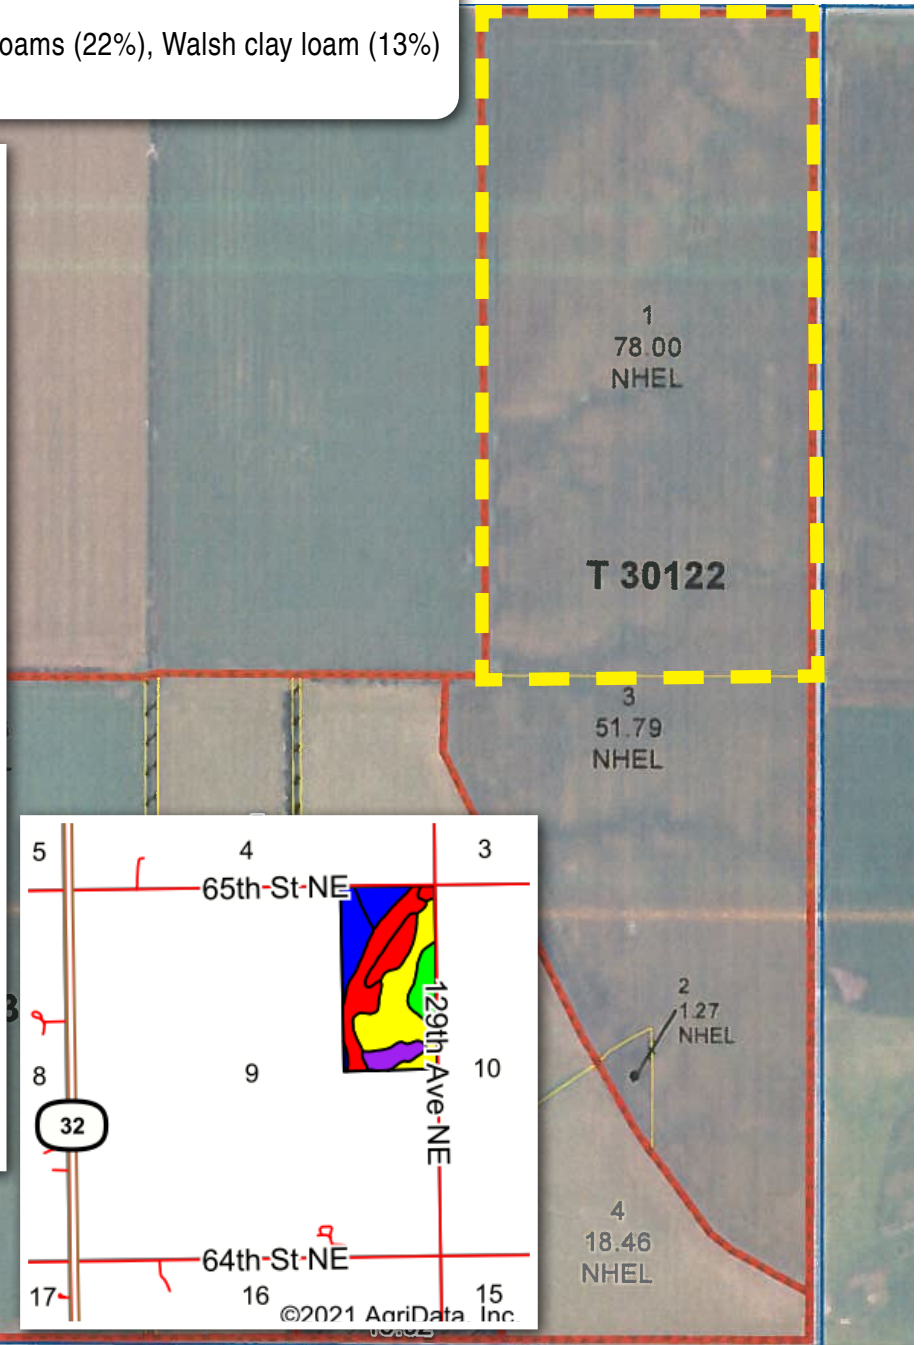 oams (22%), Walsh clay loam (13%)
1
78.00
NHEL
T 30122
3
51.79
NHEL
2
1.27
NHEL
4
18.46
NHEL
5
4
3
65th St NE
129th Ave NE
8
9
10
32
64th St NE
17
16
15
©2021 AgriData, Inc.